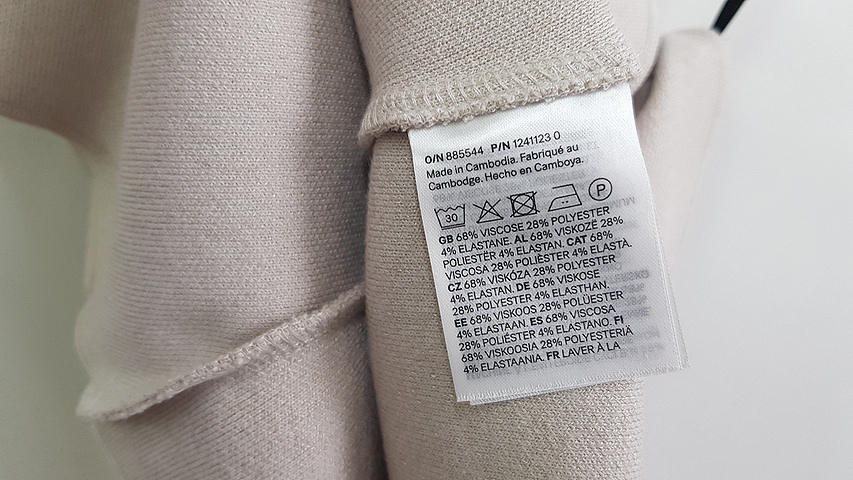 O/N 885544 P/N 1241123 0
Made in Cambodia. Fabriqué au
Cambodge. Hecho en Camboya.
30 P
GB 68% VISCOSE 28% POLYESTER
4% ELASTANE. AL 68% VISKOZË 28%
POLIESTËR 4% ELASTAN. CAT 68%
VISCOSA 28% POLIÈSTER 4% ELASTÀ.
CZ 68% VISKÓZA 28% POLYESTER
4% ELASTAN. DE 68% VISKOSE
28% POLYESTER 4% ELASTHAN.
EE 68% VISKOOS 28% POLÜESTER
4% ELASTAAN. ES 68% VISCOSA
28% POLIÉSTER 4% ELASTANO. FI
68% VISKOOSIA 28% POLYESTERIÄ
4% ELASTAANIA. FR LAVER À LA